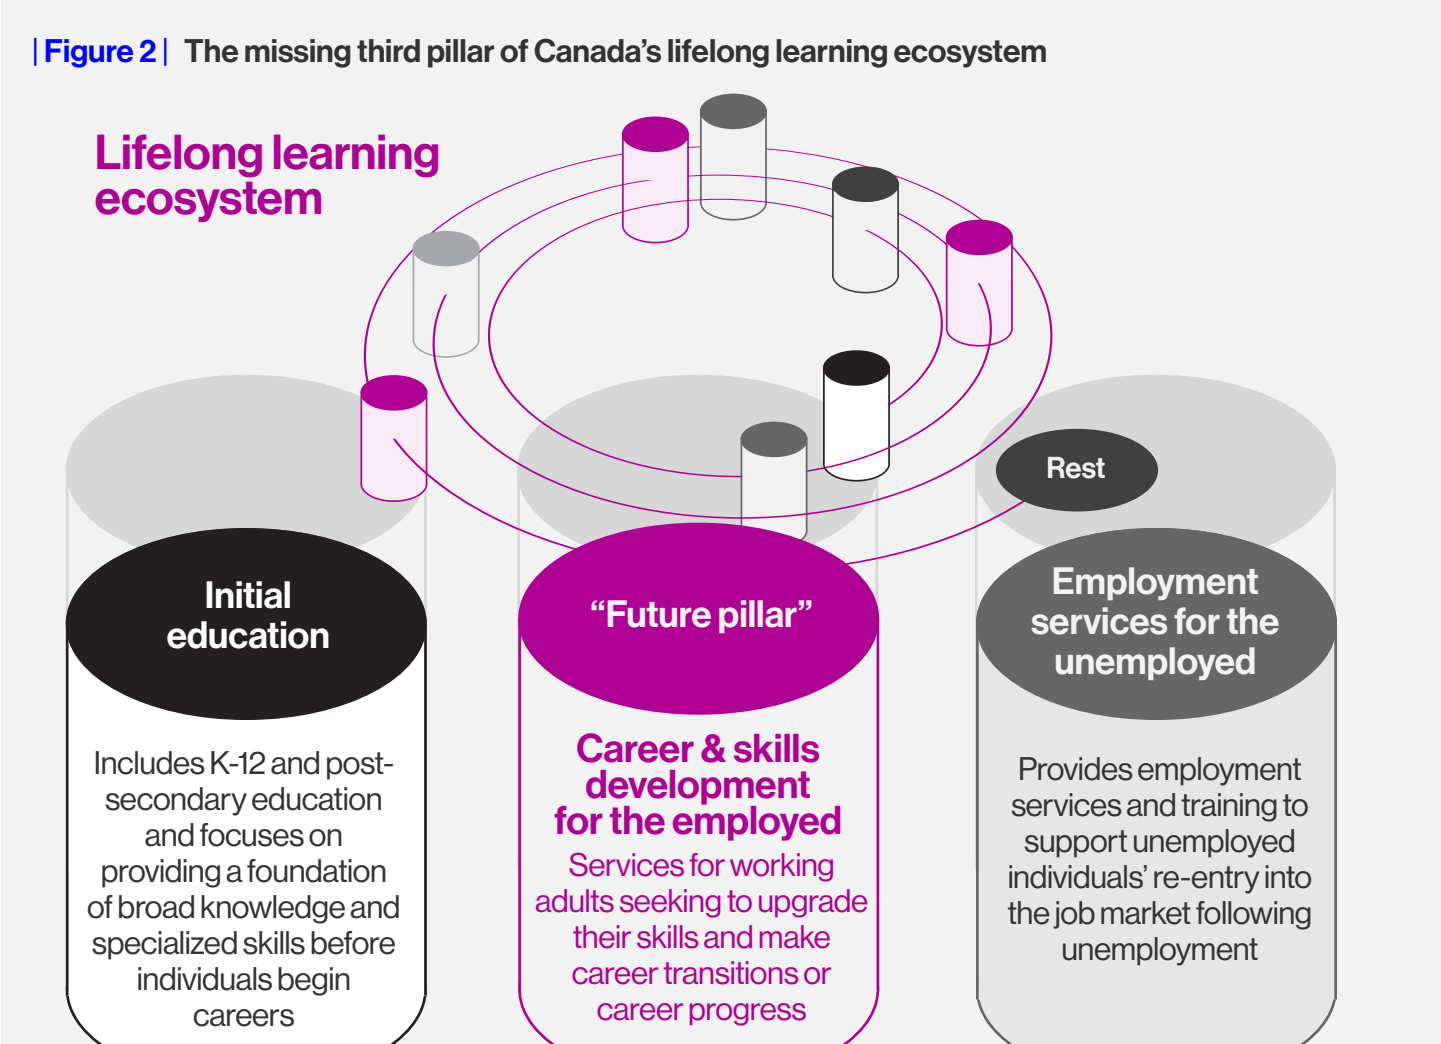 | Figure 2 | The missing third pillar of Canada’s lifelong learning ecosystem
Lifelong learning
ecosystem
Rest
Initial
education
Includes K-12 and post-
secondary education
and focuses on
providing a foundation
of broad knowledge and
specialized skills before
individuals begin
careers
“Future pillar”
Career & skills
development
for the employed
Services for working
adults seeking to upgrade
their skills and make
career transitions or
career progress
Employment
services for the
unemployed
Provides employment
services and training to
support unemployed
individuals’ re-entry into
the job market following
unemployment